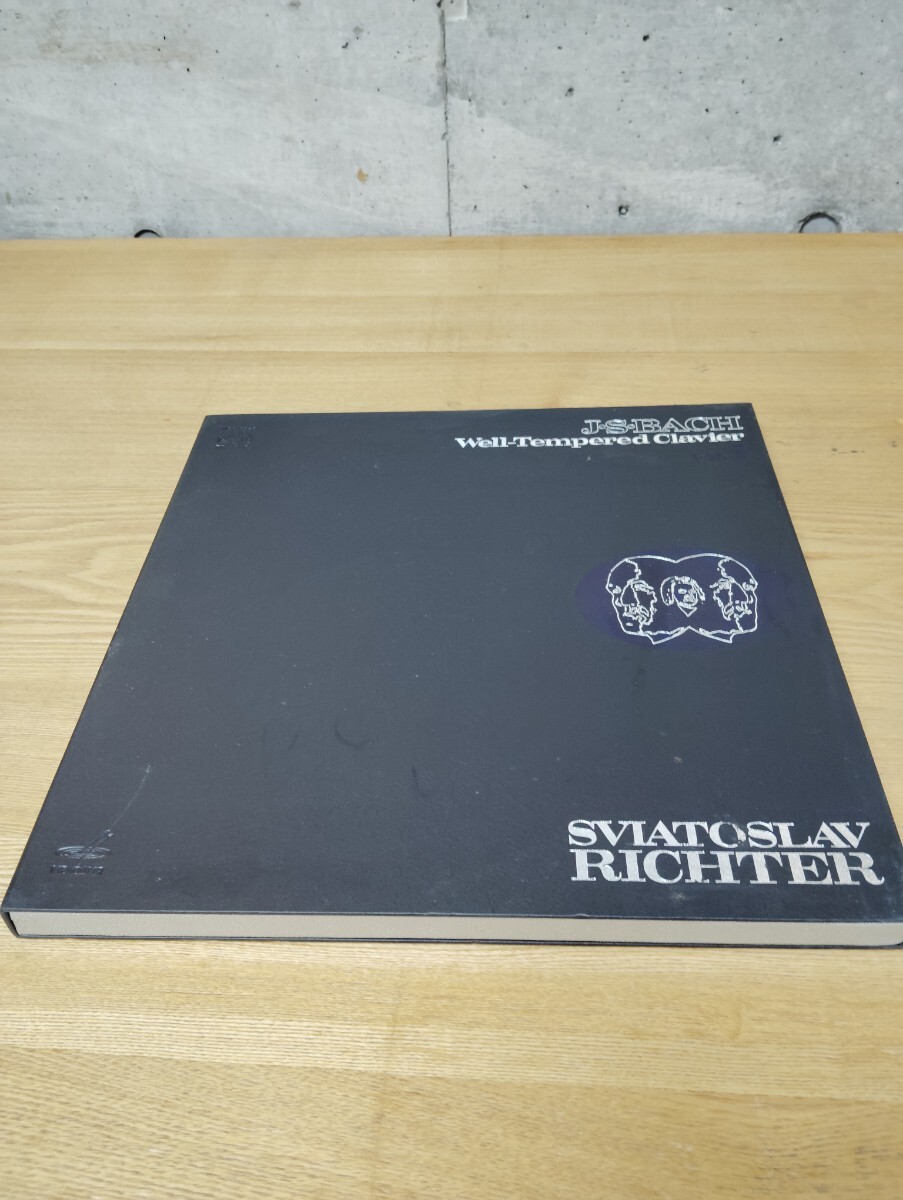 J·S·BACH
Well-Tempered Clavier
SVIATOSLAV
RICHTER